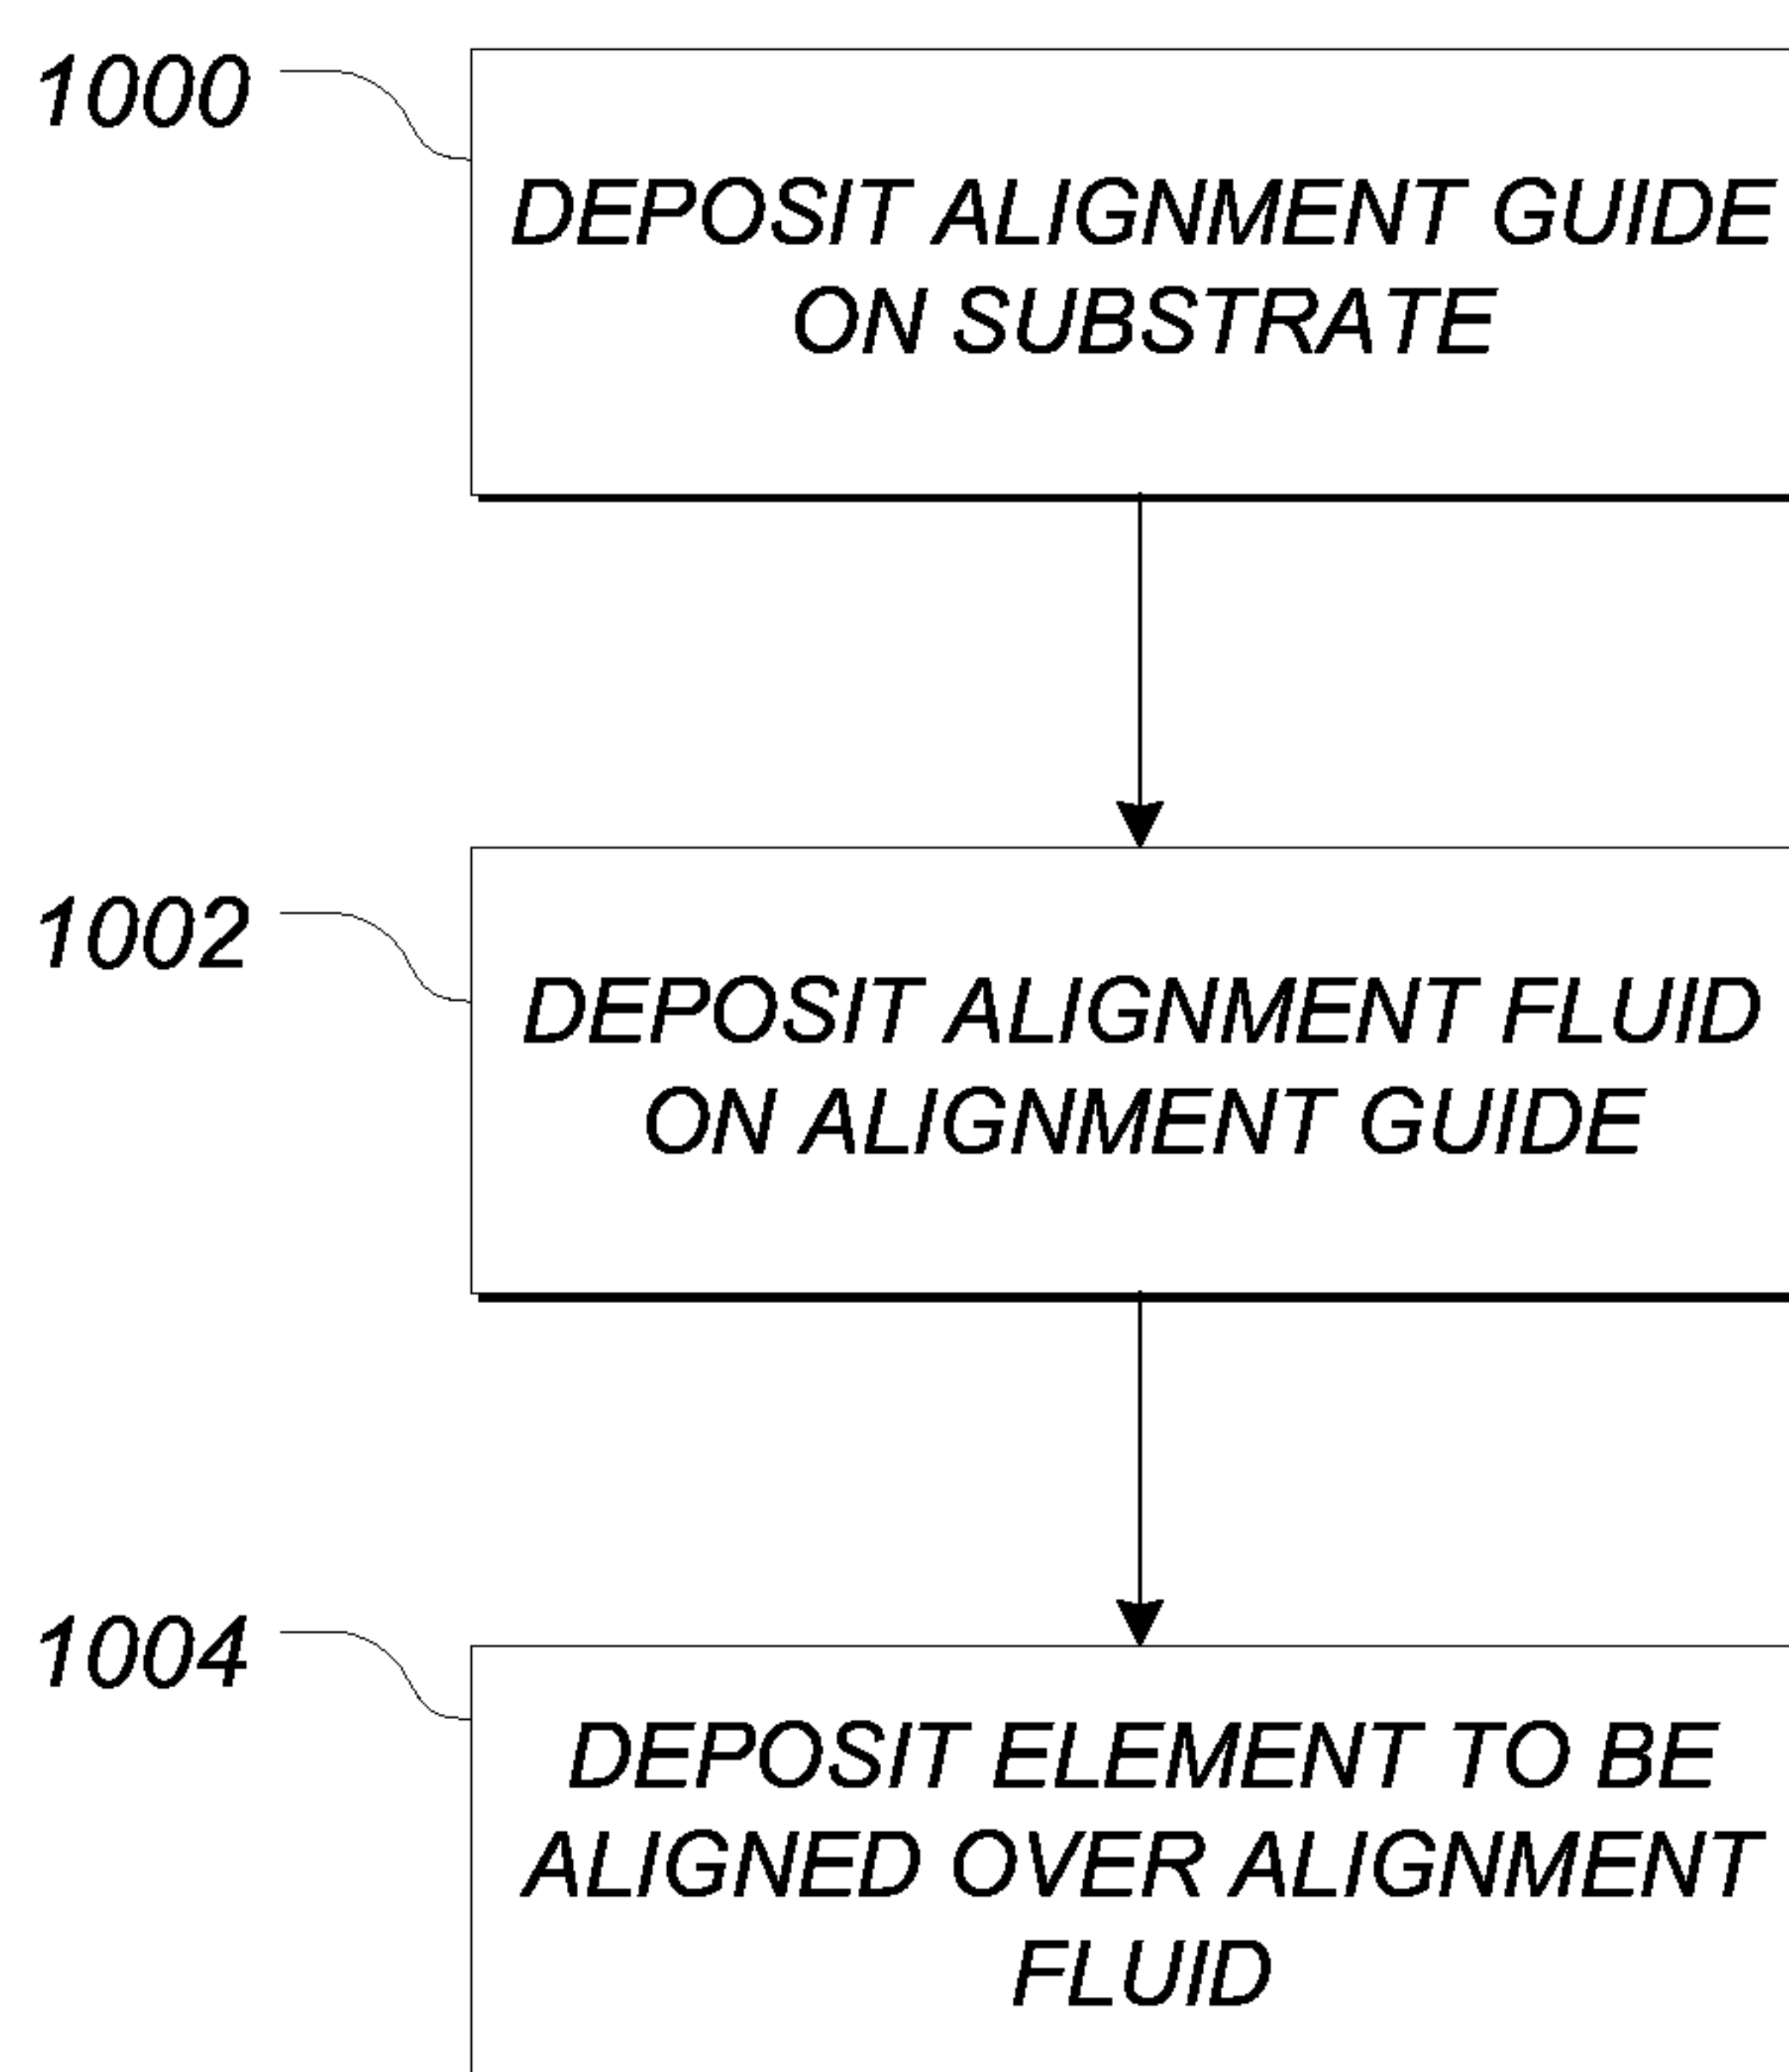 1000
DEPOSIT ALIGNMENT GUIDE
ON SUBSTRATE
1002
DEPOSIT ALIGNMENT FLUID
ON ALIGNMENT GUIDE
1004
DEPOSIT ELEMENT TO BE
ALIGNED OVER ALIGNMENT
FLUID